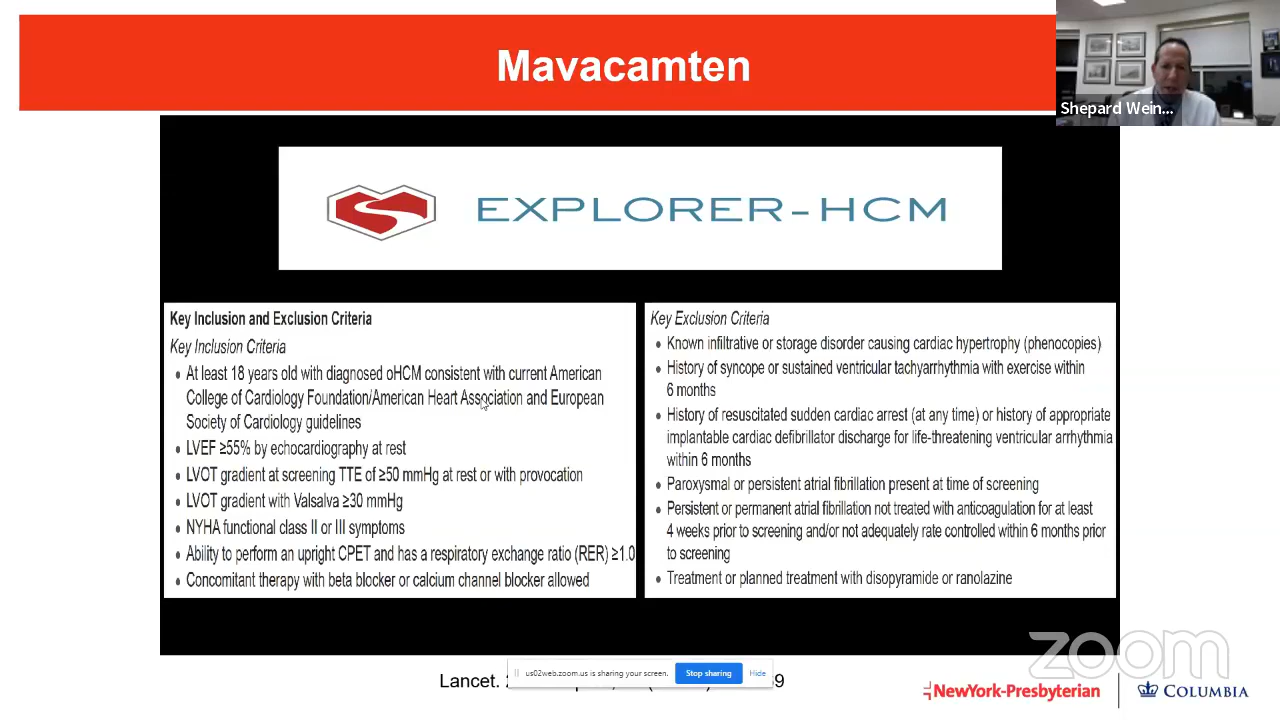 Mavacamten
Shepard Wein...
EXPLORER-HCM
Key Inclusion and Exclusion Criteria
Key Inclusion Criteria
• At least 18 years old with diagnosed oHCM consistent with current American
College of Cardiology Foundation/American Heart Association and European
Society of Cardiology guidelines
• LVEF ≥55% by echocardiography at rest
• LVOT gradient at screening TTE of ≥50 mmHg at rest or with provocation
• LVOT gradient with Valsalva ≥30 mmHg
• NYHA functional class II or III symptoms
• Ability to perform an upright CPET and has a respiratory exchange ratio (RER) ≥1.0
• Concomitant therapy with beta blocker or calcium channel blocker allowed
Key Exclusion Criteria
• Known infiltrative or storage disorder causing cardiac hypertrophy (phenocopies)
• History of syncope or sustained ventricular tachyarrhythmia with exercise within
6 months
• History of resuscitated sudden cardiac arrest (at any time) or history of appropriate
implantable cardiac defibrillator discharge for life-threatening ventricular arrhythmia
within 6 months
• Paroxysmal or persistent atrial fibrillation present at time of screening
• Persistent or permanent atrial fibrillation not treated with anticoagulation for at least
4 weeks prior to screening and/or not adequately rate controlled within 6 months prior
to screening
• Treatment or planned treatment with disopyramide or ranolazine
zoom
Lancet.
us02web.zoom.us is sharing your screen.
Stop sharing
Hide
NewYork-Presbyterian
COLUMBIA